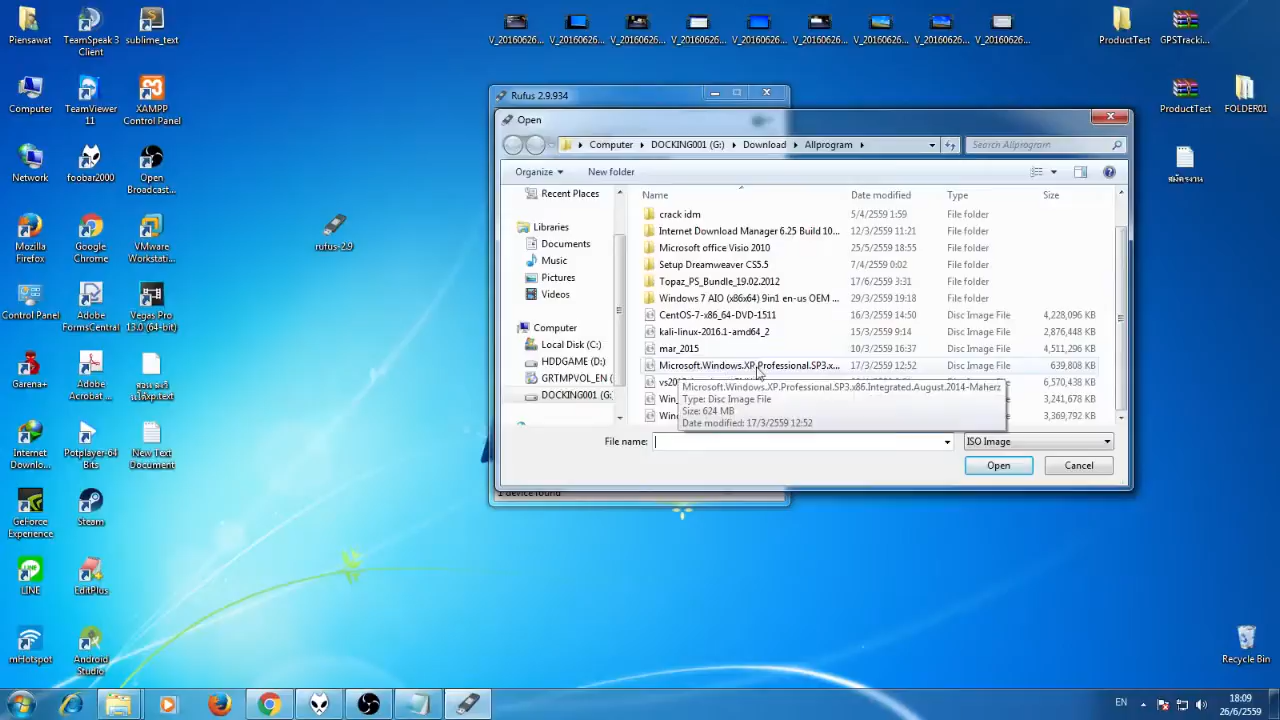 Piensawat
TeamSpeak 3 Client
sublime_text
V_20160626...
V_20160626...
V_20160626...
V_20160626...
V_20160626...
V_20160626...
V_20160626...
V_20160626...
V_20160626...
ProductTest
GPSTracki...
Computer
TeamViewer 11
XAMPP Control Panel
ProductTest
FOLDER01
Network
foobar2000
Open Broadcast...
สมัครงาน
Mozilla Firefox
Google Chrome
VMware Workstati...
rufus-2.9
Control Panel
Adobe FormsCentral
Vegas Pro 13.0 (64-bit)
Garena+
Adobe Acrobat ...
Internet Downlo...
Potplayer-64 Bits
New Text Document
GeForce Experience
Steam
LINE
EditPlus
mHotspot
Android Studio
Recycle Bin
Rufus 2.9.934
Open
Computer
DOCKING001 (G:)
Download
Allprogram
Search Allprogram
Organize
New folder
Name
Date modified
Type
Size
Recent Places
Libraries
Documents
Music
Pictures
Videos
Computer
Local Disk (C:)
HDDGAME (D:)
GRTMPVOL_EN (
DOCKING001 (G:
crack idm 5/4/2559 1:59 File folder
Internet Download Manager 6.25 Build 10... 12/3/2559 11:21 File folder
Microsoft office Visio 2010 25/5/2559 18:55 File folder
Setup Dreamweaver CS5.5 7/4/2559 0:02 File folder
Topaz_PS_Bundle_19.02.2012 17/6/2559 3:31 File folder
Windows 7 AIO (x86x64) 9in1 en-us OEM ... 29/3/2559 19:18 File folder
CentOS-7-x86_64-DVD-1511 16/3/2559 14:50 Disc Image File 4,228,096 KB
kali-linux-2016.1-amd64_2 15/3/2559 9:14 Disc Image File 2,876,448 KB
mar_2015 10/3/2559 16:37 Disc Image File 4,511,296 KB
Microsoft.Windows.XP.Professional.SP3.x... 17/3/2559 12:52 Disc Image File 639,808 KB
6,570,438 KB
3,241,678 KB
3,369,792 KB
Microsoft.Windows.XP.Professional.SP3.x86.Integrated.August.2014-Maherz
Type: Disc Image File
Size: 624 MB
Date modified: 17/3/2559 12:52
File name:
ISO Image
Open
Cancel
1 device found
EN
18:09
26/6/2559